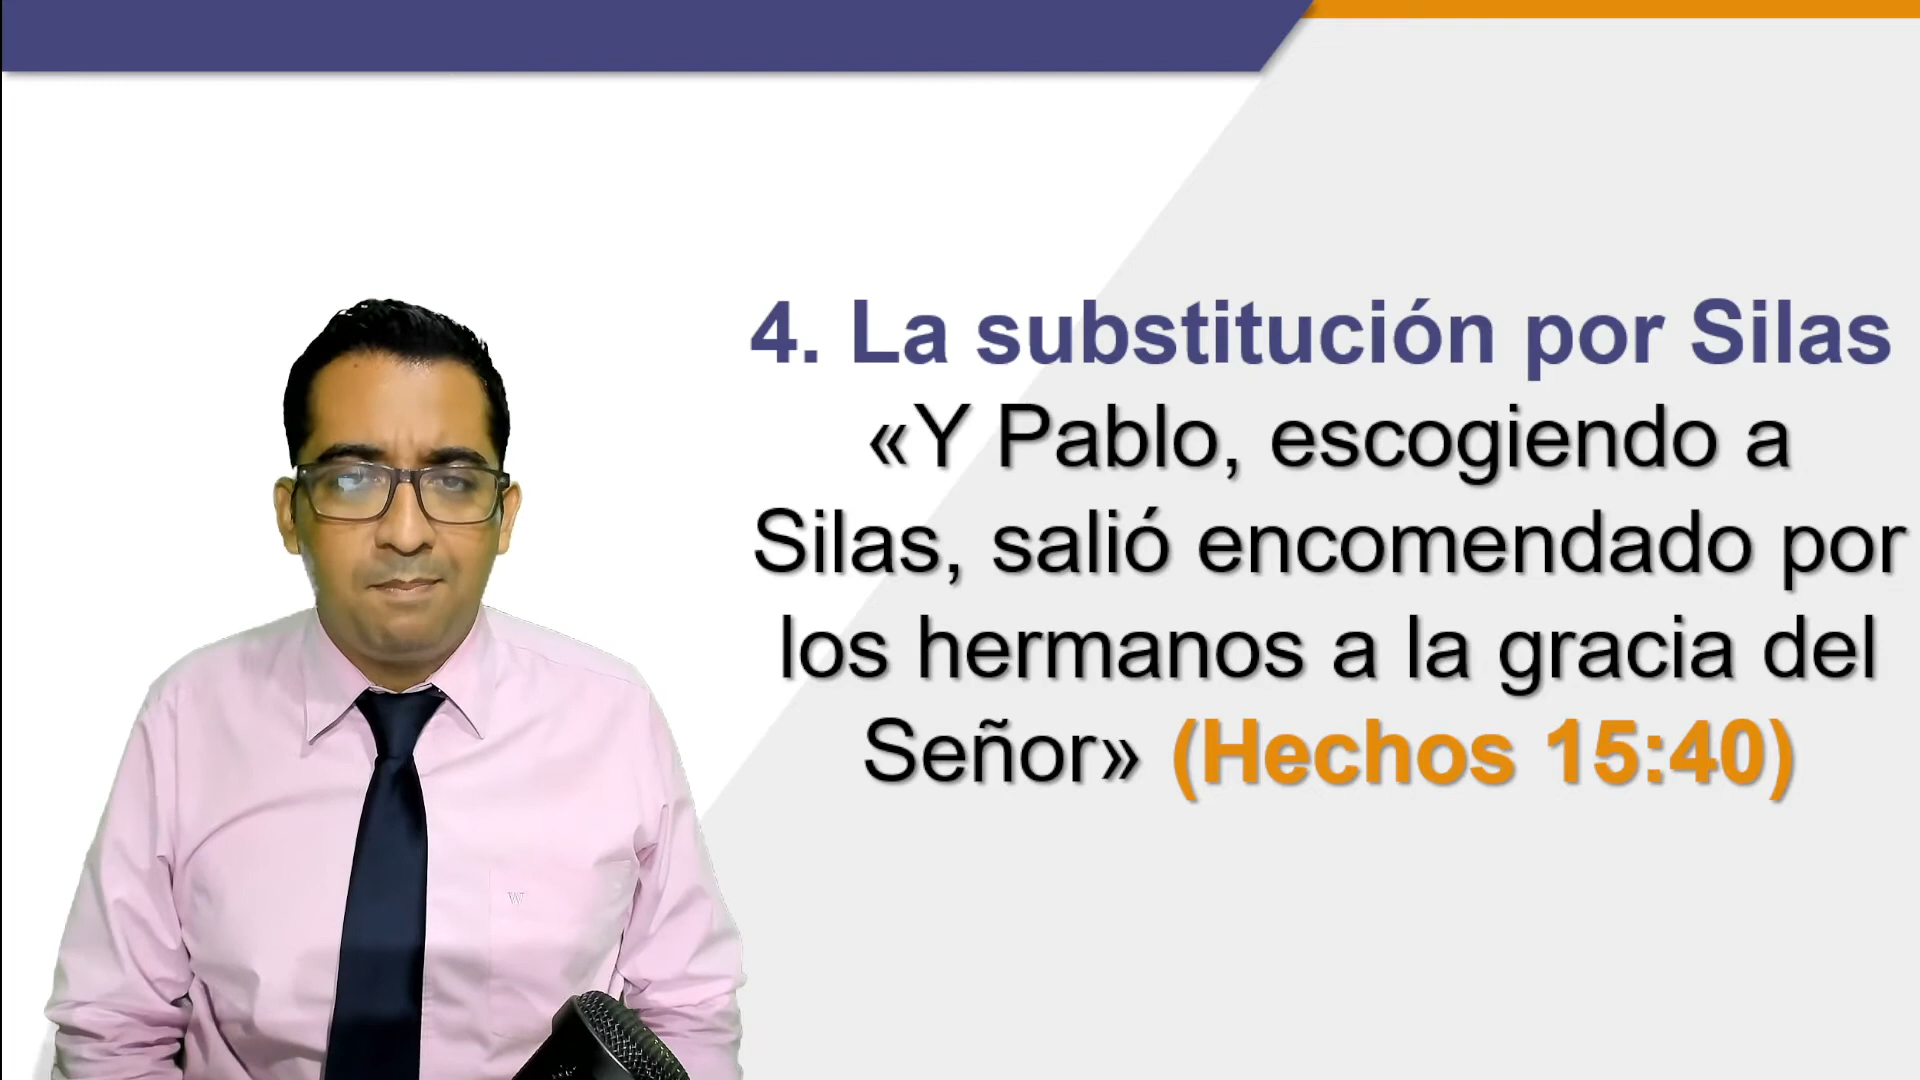 4. La substitución por Silas
«Y Pablo, escogiendo a
Silas, salió encomendado por
los hermanos a la gracia del
Señor» (Hechos 15:40)
W